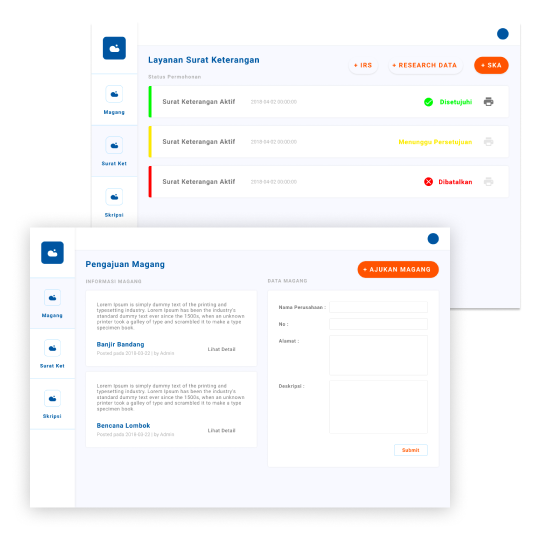 Layanan Surat Keterangan
+ IRS
+ RESEARCH DATA
+ SKA
Status Permohonan
Magang
Surat Ket
Skripsi
Surat Keterangan Aktif
2018-04-05 00:00:00
Disetujuhi
Surat Keterangan Aktif
2018-04-05 00:00:00
Menunggu Persetujuan
Surat Keterangan Aktif
2018-04-05 00:00:00
Dibatalkan
Pengajuan Magang
+ AJUKAN MAGANG
INFORMASI MAGANG
DATA MAGANG
Magang
Surat Ket
Skripsi
Lorem Ipsum is simply dummy text of the printing and
typesetting industry. Lorem Ipsum has been the industry's
standard dummy text ever since the 1500s, when an unknown
printer took a galley of type and scrambled it to make a type
specimen book.
Banjir Bandang
Posted pada 2018-03-22 | by Admin
Lihat Detail
Lorem Ipsum is simply dummy text of the printing and
typesetting industry. Lorem Ipsum has been the industry's
standard dummy text ever since the 1500s, when an unknown
printer took a galley of type and scrambled it to make a type
specimen book.
Bencana Lombok
Posted pada 2018-03-22 | by Admin
Lihat Detail
Nama Perusahaan :
No :
Alamat :
Deskripsi :
Submit